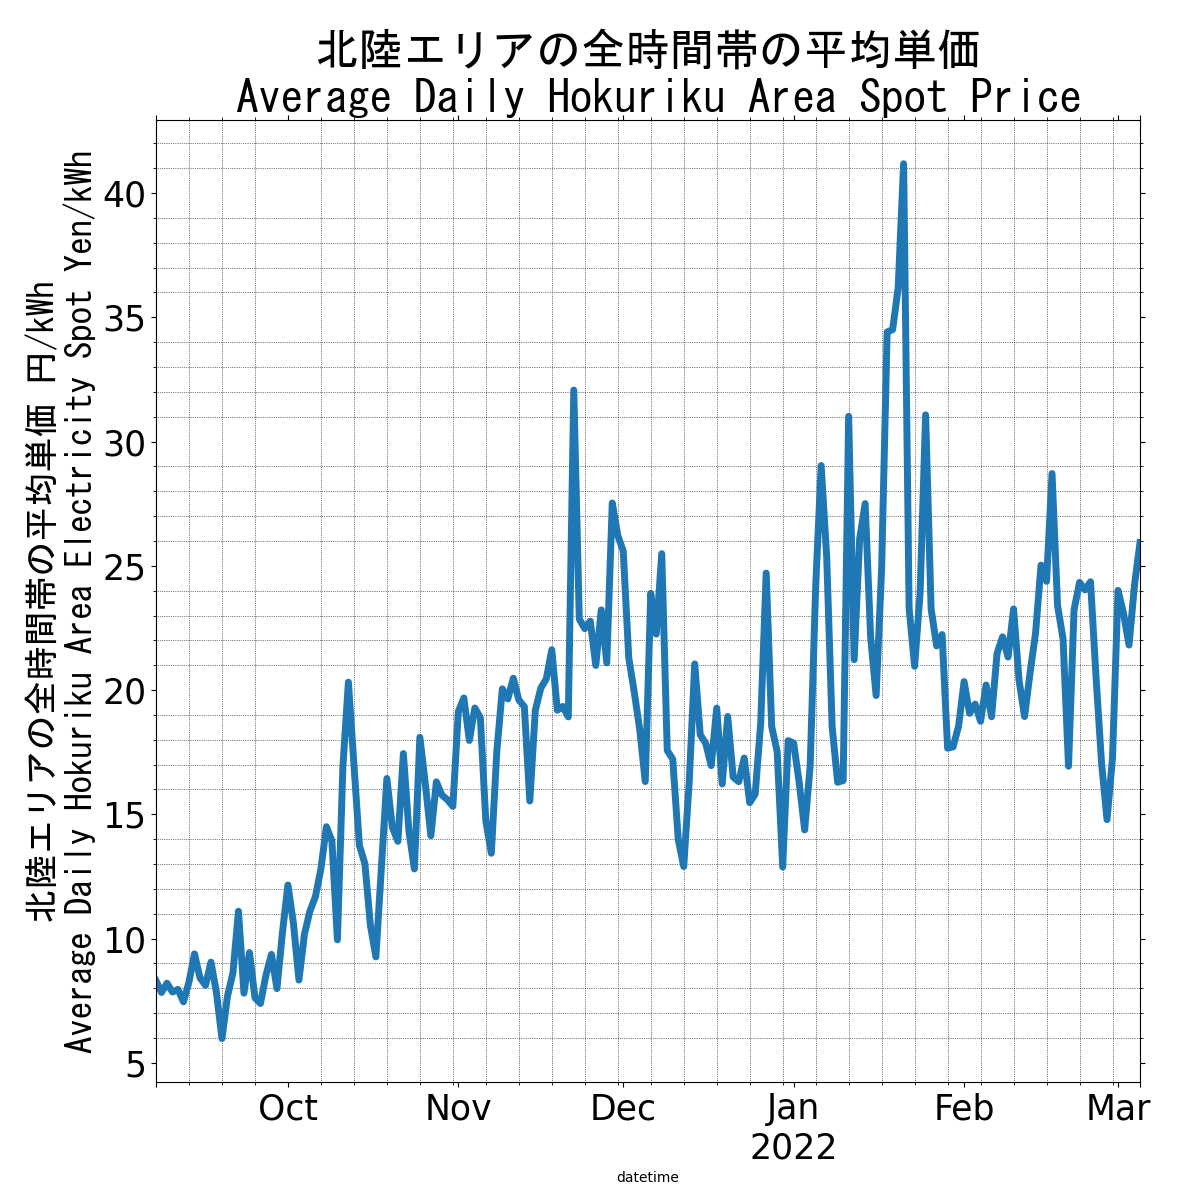 北陸エリアの全時間帯の平均単価
Average Daily Hokuriku Area Spot Price
北陸エリアの全時間帯の平均単価 円/kWh
Average Daily Hokuriku Area Electricity Spot Yen/kWh
40
35
30
25
20
15
10
5
Oct
Nov
Dec
Jan
2022
Feb
Mar
datetime